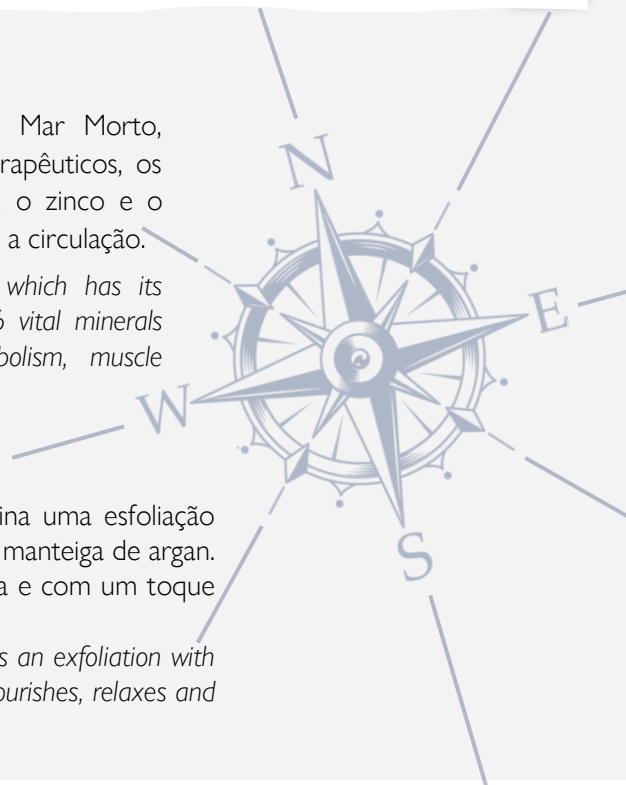 Mar Morto,
rapêuticos, os
o zinco e o
a circulação.
which has its
6 vital minerals
bolism, muscle
N
E
W
S
ina uma esfoliação
manteiga de argan.
a e com um toque
s an exfoliation with
ourishes, relaxes and